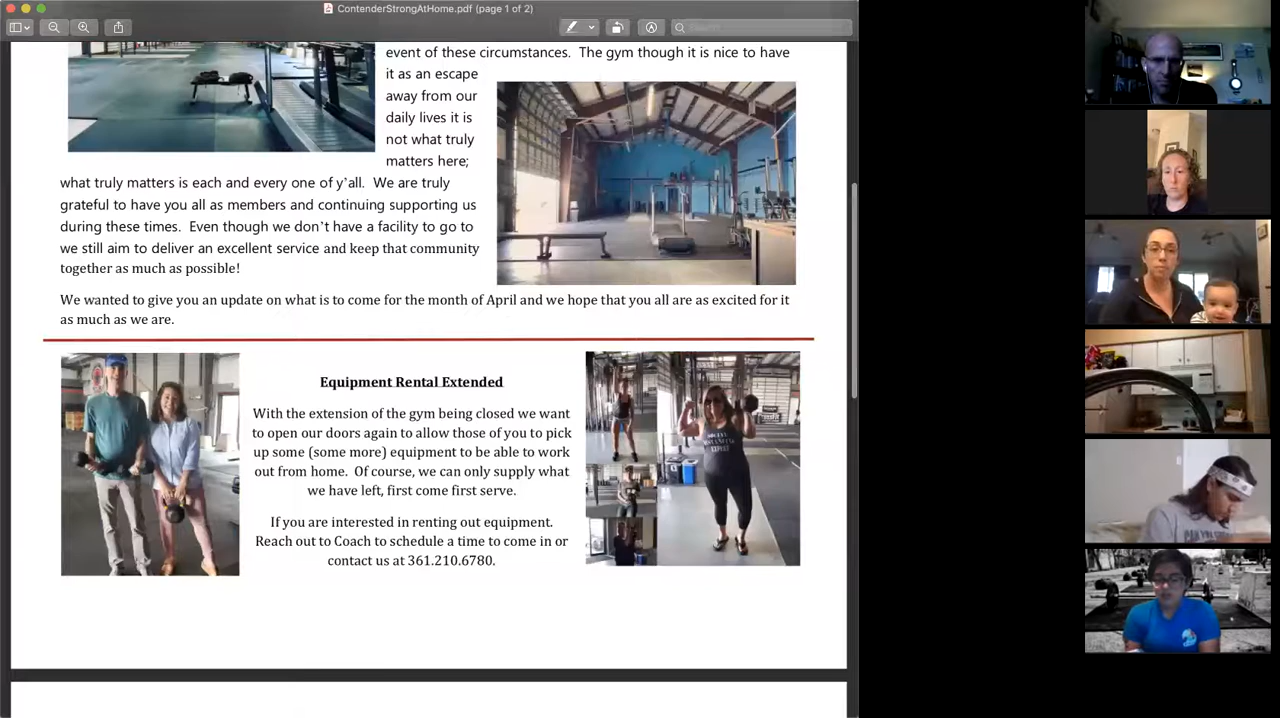 ContenderStrongAtHome.pdf (page 1 of 2)
Search
event of these circumstances.  The gym though it is nice to have
it as an escape
away from our
daily lives it is
not what truly
matters here;
what truly matters is each and every one of y’all.  We are truly
grateful to have you all as members and continuing supporting us
during these times.  Even though we don’t have a facility to go to
we still aim to deliver an excellent service and keep that community
together as much as possible!
We wanted to give you an update on what is to come for the month of April and we hope that you all are as excited for it
as much as we are.
Equipment Rental Extended
With the extension of the gym being closed we want
to open our doors again to allow those of you to pick
up some (some more) equipment to be able to work
out from home.  Of course, we can only supply what
we have left, first come first serve.
If you are interested in renting out equipment.
Reach out to Coach to schedule a time to come in or
contact us at 361.210.6780.